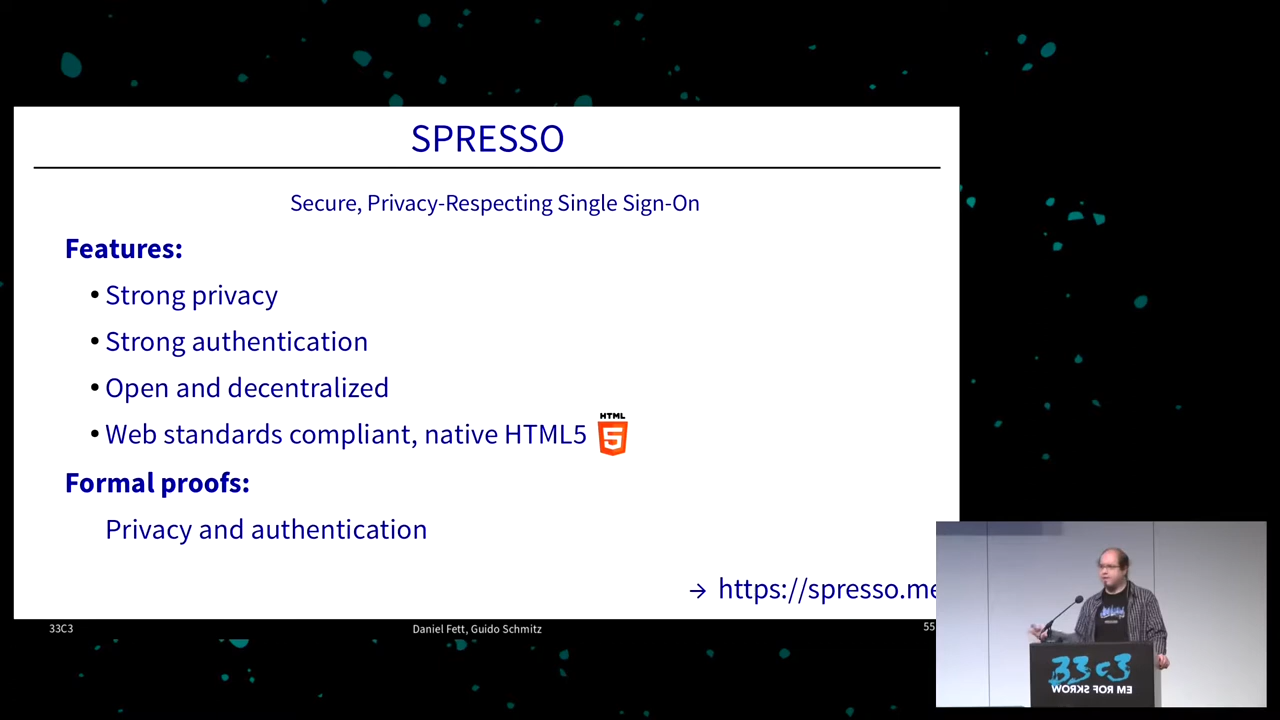 SPRESSO
Secure, Privacy-Respecting Single Sign-On
Features:
• Strong privacy
• Strong authentication
• Open and decentralized
• Web standards compliant, native HTML5
HTML
5
Formal proofs:
Privacy and authentication
→ https://spresso.me
33C3
Daniel Fett, Guido Schmitz
55
33c3
WORKS FOR ME